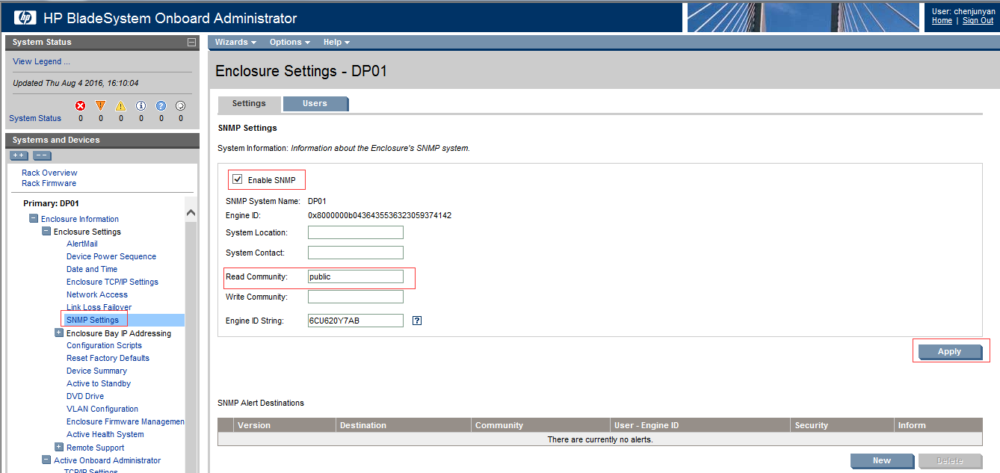 hp HP BladeSystem Onboard Administrator
User: chenjunyan
Home | Sign Out
System Status
View Legend ...
Updated Thu Aug 4 2016, 16:10:04
System Status 0 0 0 0 0 0
Systems and Devices
Rack Overview
Rack Firmware
Primary: DP01
Enclosure Information
Enclosure Settings
AlertMail
Device Power Sequence
Date and Time
Enclosure TCP/IP Settings
Network Access
Link Loss Failover
SNMP Settings
Enclosure Bay IP Addressing
Configuration Scripts
Reset Factory Defaults
Device Summary
Active to Standby
DVD Drive
VLAN Configuration
Enclosure Firmware Managemen
Active Health System
Remote Support
Active Onboard Administrator
TCP/IP Settings
Wizards Options Help
Enclosure Settings - DP01
Settings Users
SNMP Settings
System Information: Information about the Enclosure's SNMP system.
Enable SNMP
SNMP System Name: DP01
Engine ID: 0x8000000b0436435536323059374142
System Location:
System Contact:
Read Community: public
Write Community:
Engine ID String: 6CU620Y7AB ?
Apply
SNMP Alert Destinations
Version Destination Community User - Engine ID Security Inform
There are currently no alerts.
New Delete